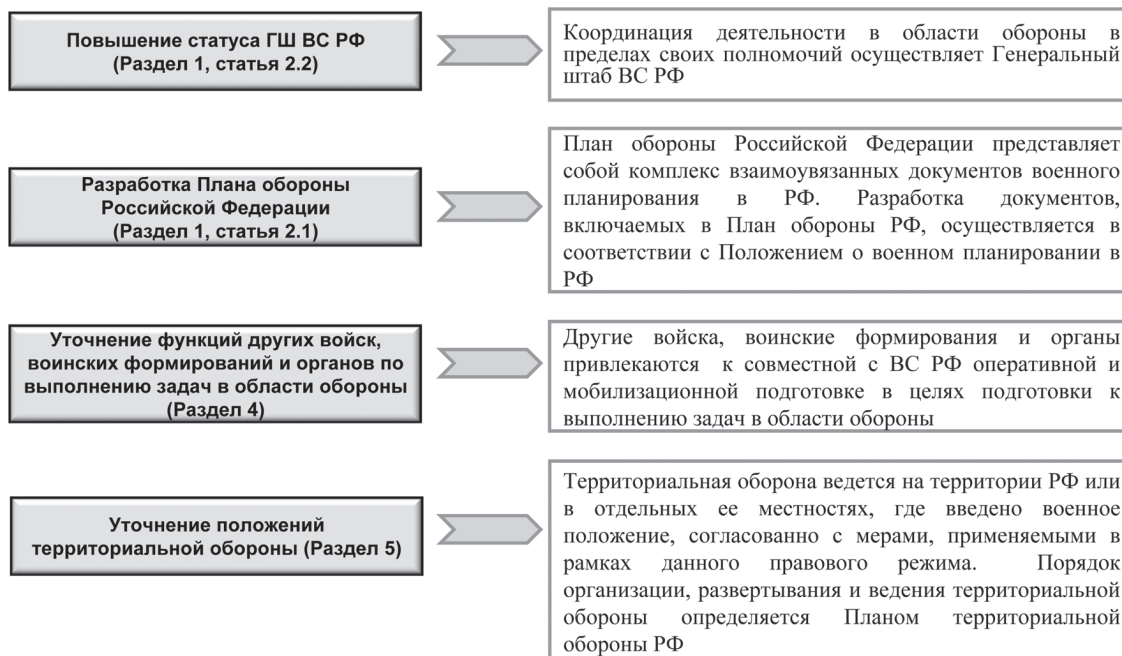 Повышение статуса ГШ ВС РФ
(Раздел 1, статья 2.2)
Координация деятельности в области обороны в
пределах своих полномочий осуществляет Генеральный
штаб ВС РФ
Разработка Плана обороны
Российской Федерации
(Раздел 1, статья 2.1)
План обороны Российской Федерации представляет
собой комплекс взаимоувязанных документов военного
планирования в РФ. Разработка документов,
включаемых в План обороны РФ, осуществляется в
соответствии с Положением о военном планировании в
РФ
Уточнение функций других войск,
воинских формирований и органов по
выполнению задач в области обороны
(Раздел 4)
Другие войска, воинские формирования и органы
привлекаются к совместной с ВС РФ оперативной и
мобилизационной подготовке в целях подготовки к
выполнению задач в области обороны
Уточнение положений
территориальной обороны (Раздел 5)
Территориальная оборона ведется на территории РФ или
в отдельных ее местностях, где введено военное
положение, согласованно с мерами, применяемыми в
рамках данного правового режима. Порядок
организации, развертывания и ведения территориальной
обороны определяется Планом территориальной
обороны РФ